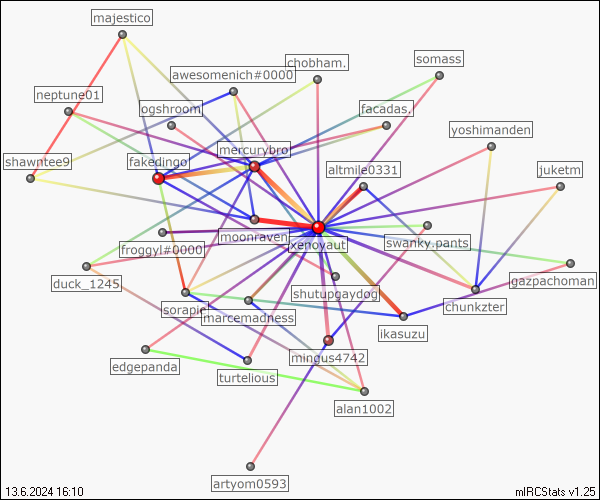 majestico
somass
chobham.
awesomenich#0000
neptune01
ogshroom
facadas.
yoshimanden
mercurybro
shawntee9
fakedingo
altmile0331
juketm
moonraven
xenoyaut
swanky.pants
froggyl#0000
duck_1245
gazpachoman
shutupgaydog
chunkzter
sorapie
marcemadness
ikasuzu
mingus4742
edgepanda
turtelious
alan1002
artyom0593
13.6.2024 16:10
mIRCStats v1.25